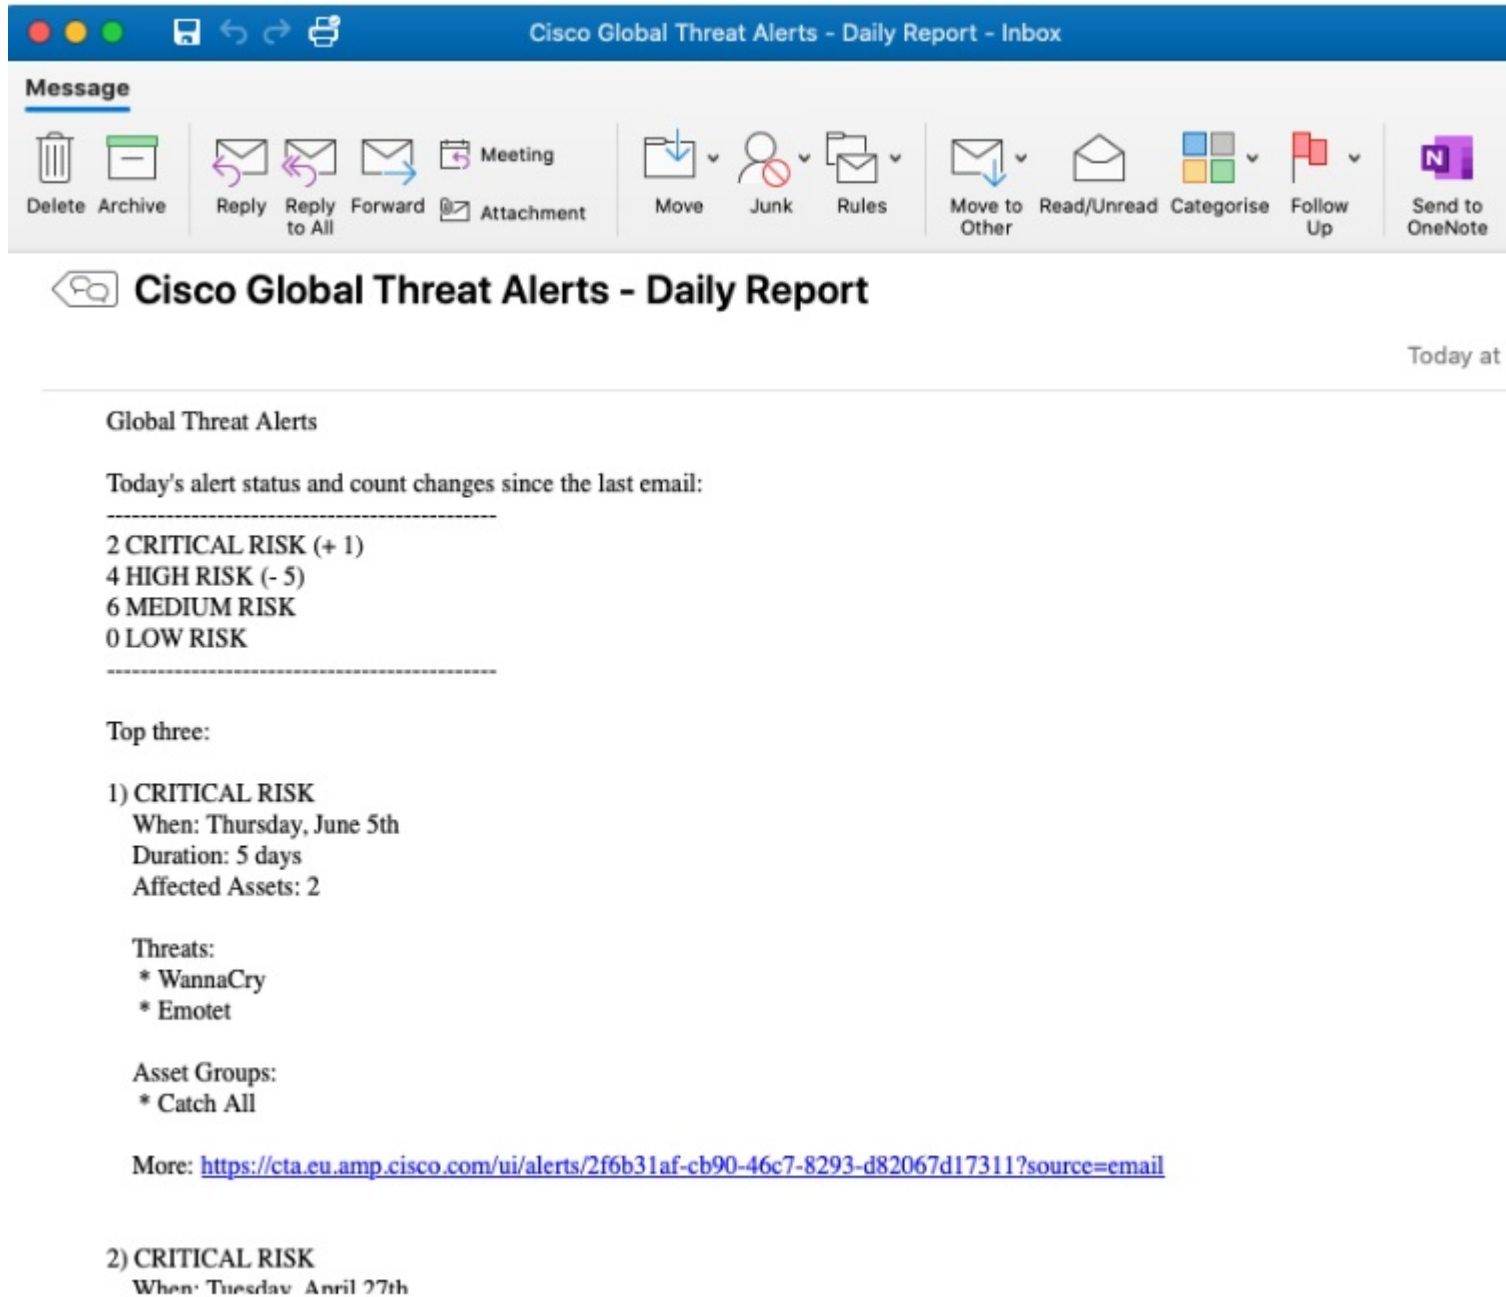 Cisco Global Threat Alerts - Daily Report - Inbox
Message
Delete
Archive
Reply
Reply to All
Forward
Meeting
Attachment
Move
Junk
Rules
Move to Other
Read/Unread
Categorise
Follow Up
N
Send to OneNote
Cisco Global Threat Alerts - Daily Report
Today at
Global Threat Alerts
Today's alert status and count changes since the last email:
-----------------------------------------------
2 CRITICAL RISK (+ 1)
4 HIGH RISK (- 5)
6 MEDIUM RISK
0 LOW RISK
-----------------------------------------------
Top three:
1) CRITICAL RISK
When: Thursday, June 5th
Duration: 5 days
Affected Assets: 2
Threats:
* WannaCry
* Emotet
Asset Groups:
* Catch All
More: https://cta.eu.amp.cisco.com/ui/alerts/2f6b31af-cb90-46c7-8293-d82067d17311?source=email
2) CRITICAL RISK
When: Tuesday, April 27th